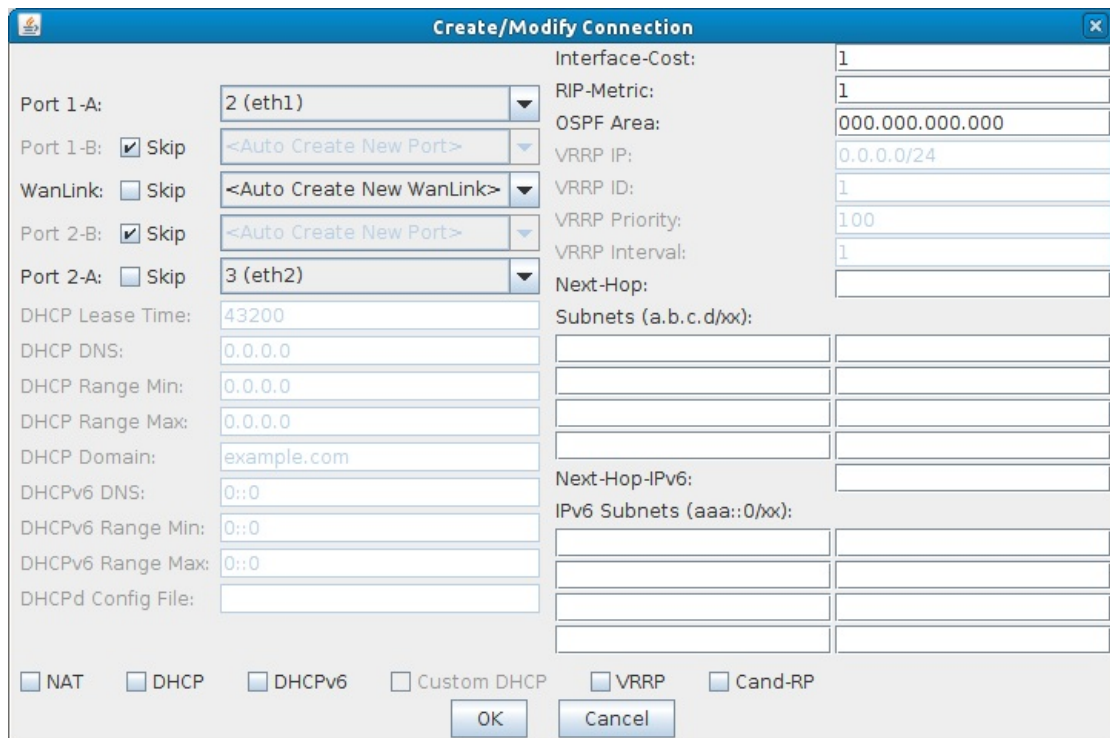 Create/Modify Connection
Port 1-A: 2 (eth1)
Port 1-B: Skip <Auto Create New Port>
WanLink: Skip <Auto Create New WanLink>
Port 2-B: Skip <Auto Create New Port>
Port 2-A: Skip 3 (eth2)
DHCP Lease Time: 43200
DHCP DNS: 0.0.0.0
DHCP Range Min: 0.0.0.0
DHCP Range Max: 0.0.0.0
DHCP Domain: example.com
DHCPv6 DNS: 0::0
DHCPv6 Range Min: 0::0
DHCPv6 Range Max: 0::0
DHCPd Config File:
Interface-Cost: 1
RIP-Metric: 1
OSPF Area: 000.000.000.000
VRRP IP: 0.0.0.0/24
VRRP ID: 1
VRRP Priority: 100
VRRP Interval: 1
Next-Hop:
Subnets (a.b.c.d/xx):
Next-Hop-IPv6:
IPv6 Subnets (aaa::0/xx):
NAT DHCP DHCPv6 Custom DHCP VRRP Cand-RP
OK Cancel